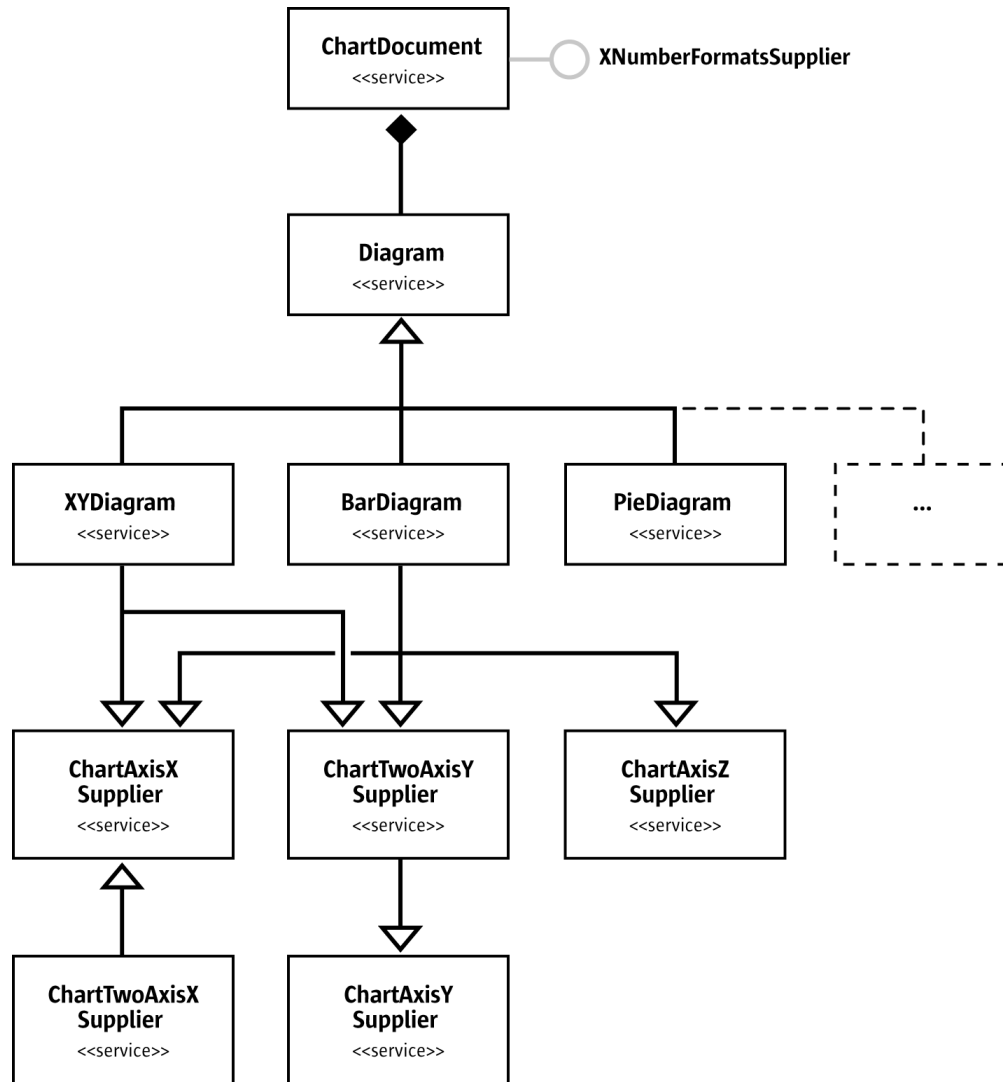 ChartDocument
<<service>>
XNumberFormatsSupplier
Diagram
<<service>>
XYDiagram
<<service>>
BarDiagram
<<service>>
PieDiagram
<<service>>
...
ChartAxisX
Supplier
<<service>>
ChartTwoAxisY
Supplier
<<service>>
ChartAxisZ
Supplier
<<service>>
ChartTwoAxisX
Supplier
<<service>>
ChartAxisY
Supplier
<<service>>